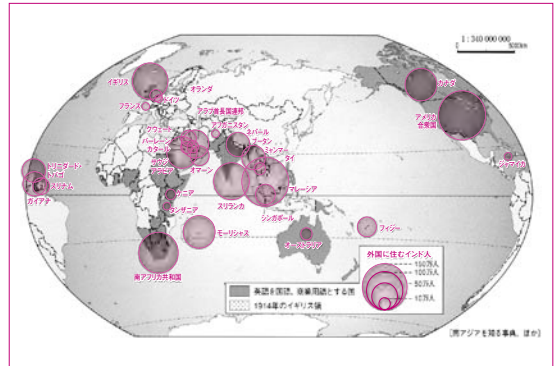 1:340 000 000
0
5000km
イギリス
オランダ
ドイツ
フランス
アラブ首長国連邦
アフガニスタン
クウェート
バーレーン
カタール
ネパール
ブータン
ミャンマー
タイ
サウジ
アラビア
オマーン
カナダ
アメリカ
合衆国
ジャマイカ
トリニダード・
トバゴ
スリナム
ガイアナ
ケニア
タンザニア
スリランカ
マレーシア
シンガポール
モーリシャス
南アフリカ共和国
オーストラリア
フィジー
外国に住むインド人
150万人
100万人
50万人
10万人
英語を国語、公用語とする国
1914年のイギリス領
[南アジアを知る事典、ほか]